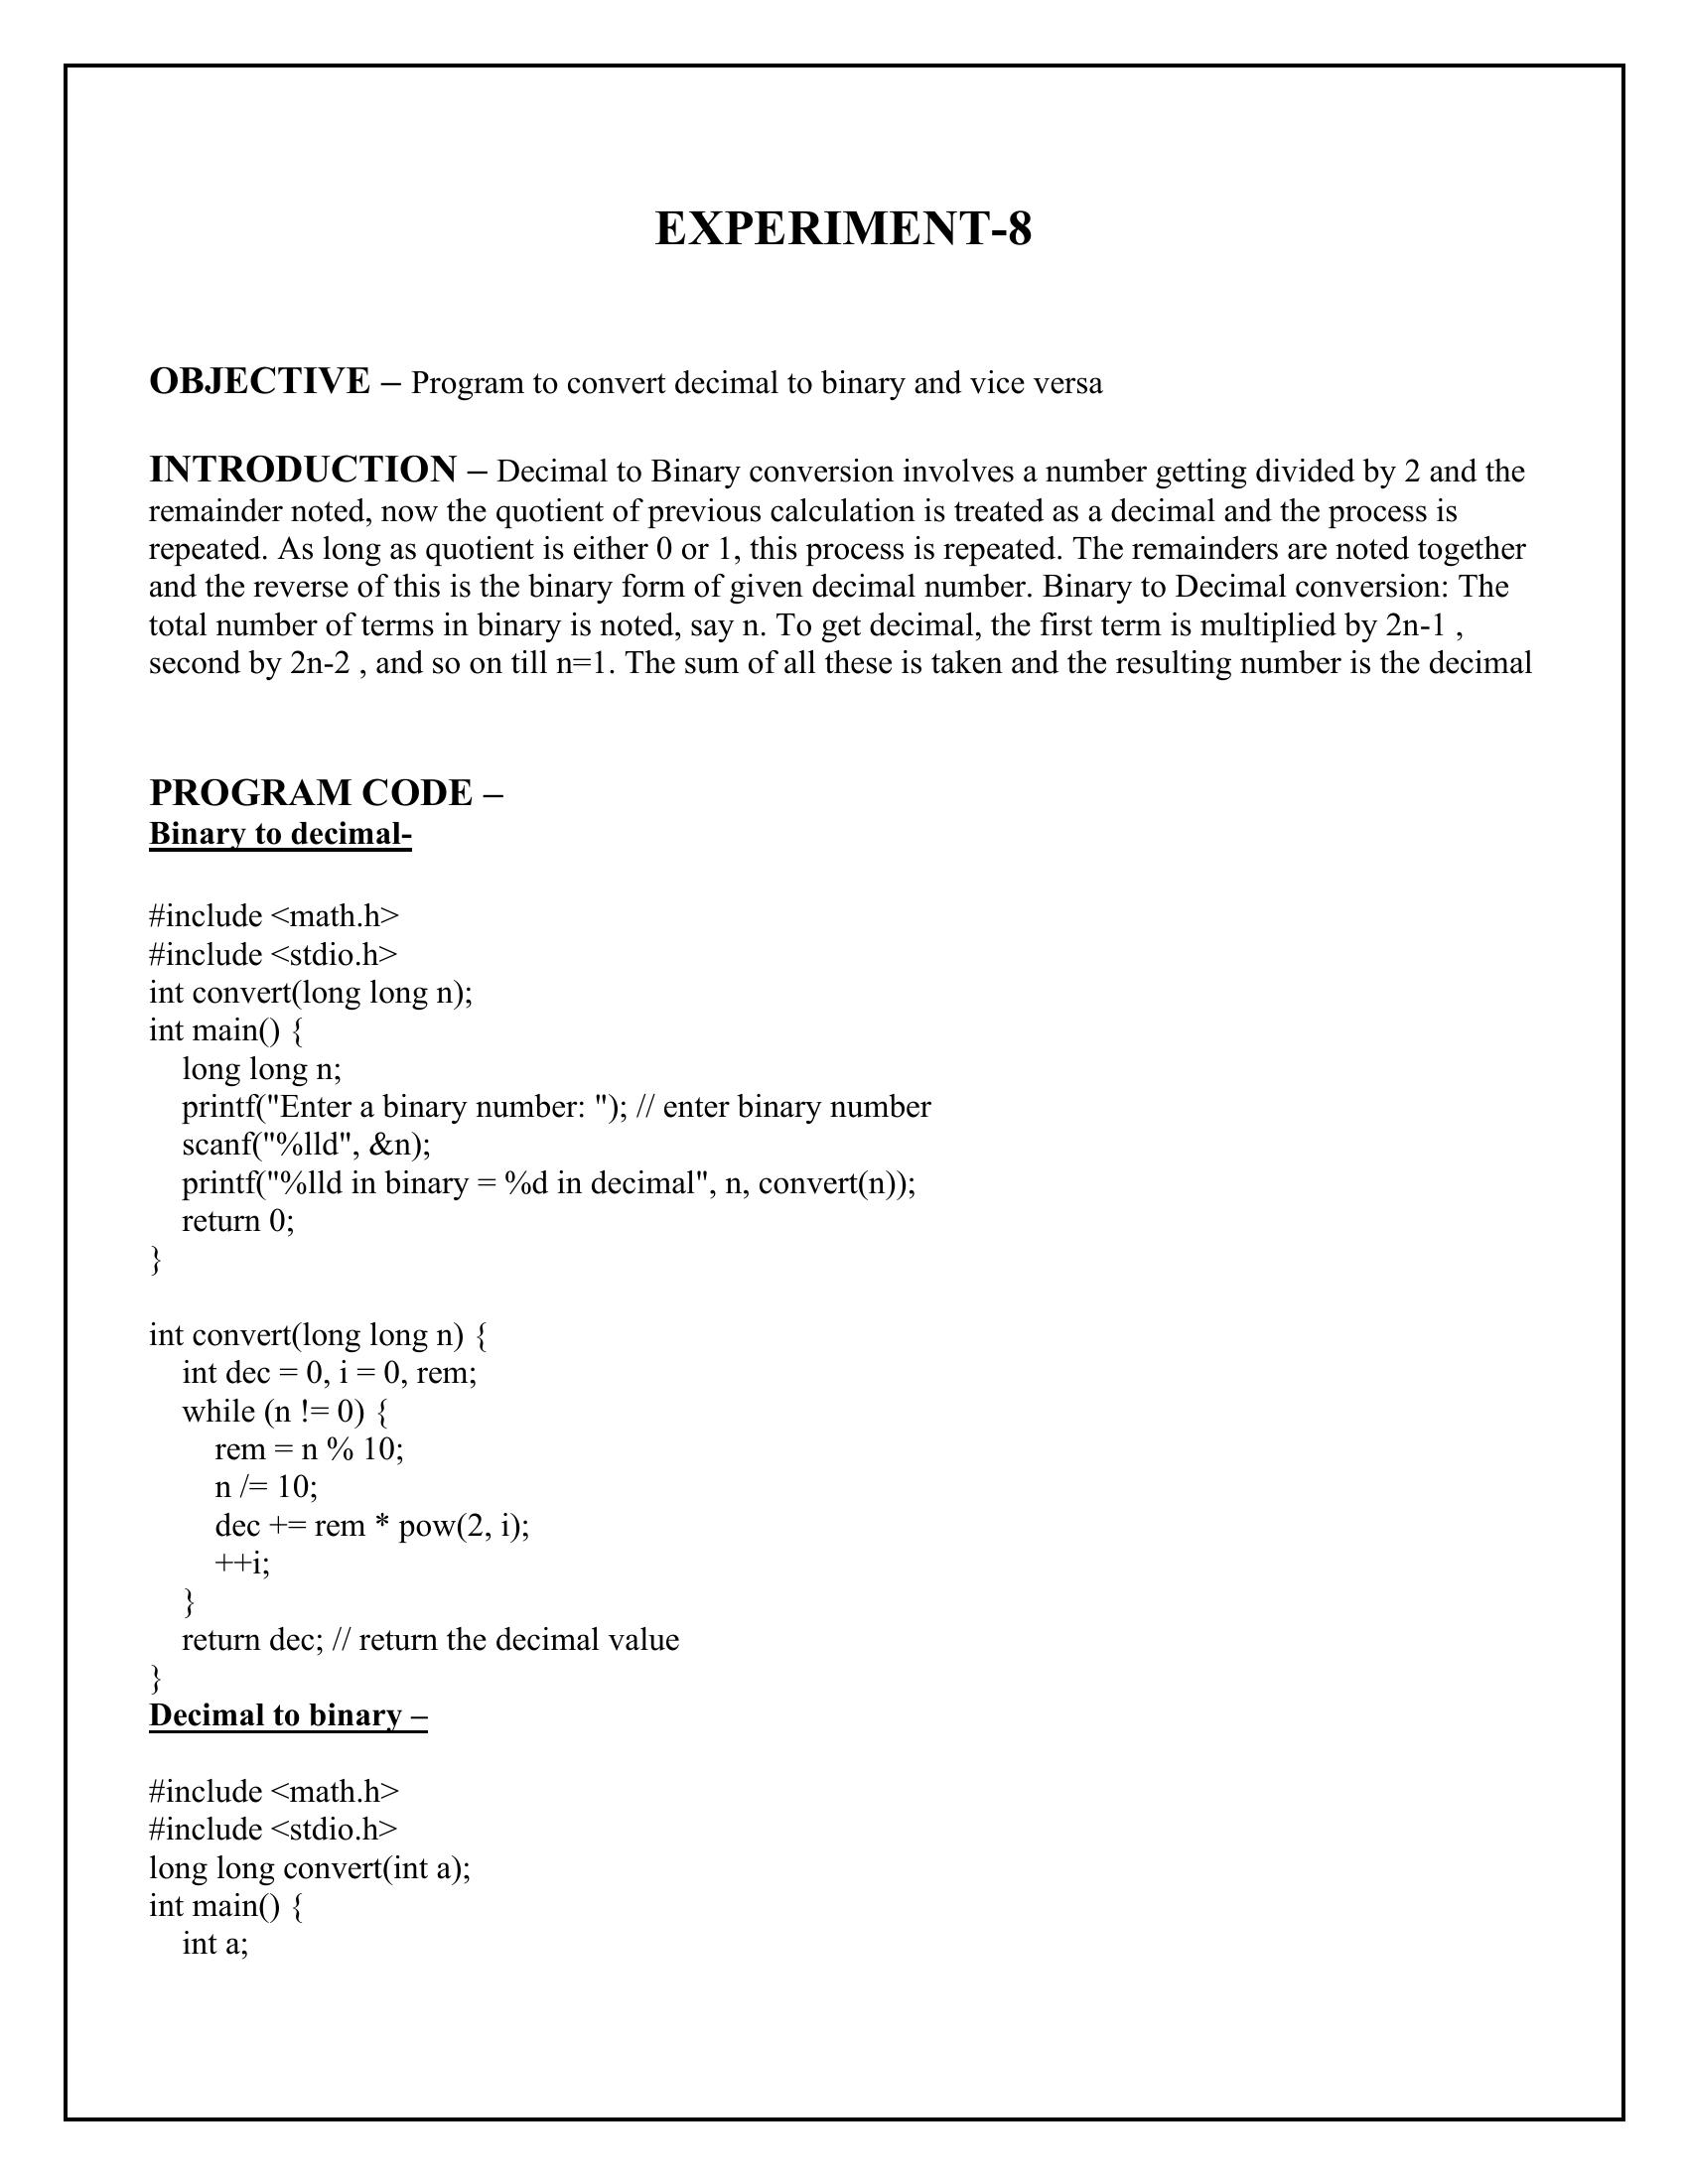 EXPERIMENT-8
OBJECTIVE – Program to convert decimal to binary and vice versa
INTRODUCTION – Decimal to Binary conversion involves a number getting divided by 2 and the
remainder noted, now the quotient of previous calculation is treated as a decimal and the process is
repeated. As long as quotient is either 0 or 1, this process is repeated. The remainders are noted together
and the reverse of this is the binary form of given decimal number. Binary to Decimal conversion: The
total number of terms in binary is noted, say n. To get decimal, the first term is multiplied by 2n-1 ,
second by 2n-2 , and so on till n=1. The sum of all these is taken and the resulting number is the decimal
PROGRAM CODE –
Binary to decimal-
#include <math.h>
#include <stdio.h>
int convert(long long n);
int main() {
    long long n;
    printf("Enter a binary number: "); // enter binary number
    scanf("%lld", &n);
    printf("%lld in binary = %d in decimal", n, convert(n));
    return 0;
}
int convert(long long n) {
    int dec = 0, i = 0, rem;
    while (n != 0) {
        rem = n % 10;
        n /= 10;
        dec += rem * pow(2, i);
        ++i;
    }
    return dec; // return the decimal value
}
Decimal to binary –
#include <math.h>
#include <stdio.h>
long long convert(int a);
int main() {
    int a;